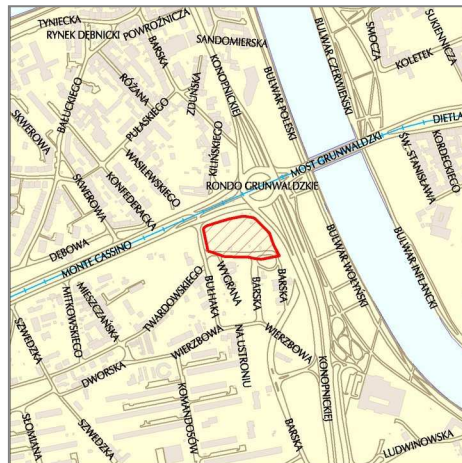 TYNIECKA
RYNEK DĘBNICKI
POWROŹNICZA
BARSKA
SANDOMIERSKA
KONOPNICKIEJ
BULWAR POLESKI
BULWAR CZERWIEŃSKI
SMOCZA
SUKIENNICZA
KOLETEK
DIETLA
BAŁUCKIEGO
RÓŻANA
PUŁASKIEGO
ZDUŃSKA
SKWEROWA
WASILEWSKIEGO
KILIŃSKIEGO
MOST GRUNWALDZKI
ŚW. STANISŁAWA
KORDECKIEGO
RONDO GRUNWALDZKIE
SKWEROWA
KONFEDERACKA
DĘBOWA
MONTE CASSINO
BULWAR WOŁYŃSKI
BULWAR INFLANCKI
SZWEDZKA
MITKOWSKIEGO
MIESZCZAŃSKA
TWARDOWSKIEGO
BUŁHAKA
WYGRANA
BARSKA
BARSKA
WIERZBOWA
NA USTRONIU
WIERZBOWA
DWORSKA
KOMANDOSÓW
KONOPNICKIEJ
SŁOMIANA
SZWEDZKA
BARSKA
LUDWINOWSKA